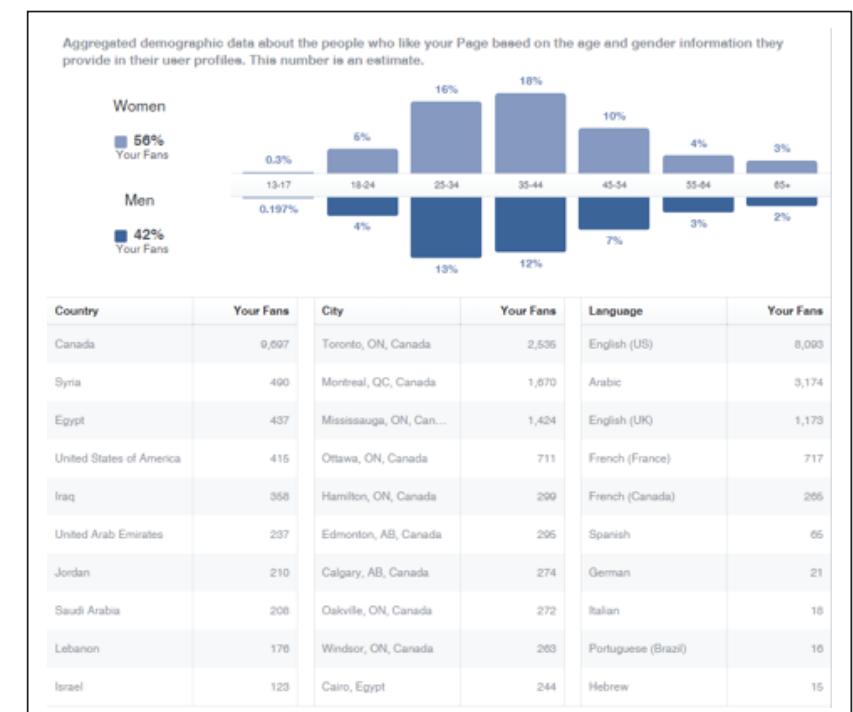 Aggregated demographic data about the people who like your Page based on the age and gender information they
provide in their user profiles. This number is an estimate.
Women
56%
Your Fans
0.3% 6% 16% 18% 10% 4% 3%
13-17 18-24 25-34 35-44 45-54 55-64 65+
Men
42%
Your Fans
0.197% 4% 13% 12% 7% 3% 2%
Country Your Fans City Your Fans Language Your Fans
Canada 9,697 Toronto, ON, Canada 2,535 English (US) 8,093
Syria 490 Montreal, QC, Canada 1,670 Arabic 3,174
Egypt 437 Mississauga, ON, Can... 1,424 English (UK) 1,173
United States of America 415 Ottawa, ON, Canada 711 French (France) 717
Iraq 358 Hamilton, ON, Canada 299 French (Canada) 265
United Arab Emirates 237 Edmonton, AB, Canada 295 Spanish 65
Jordan 210 Calgary, AB, Canada 274 German 21
Saudi Arabia 208 Oakville, ON, Canada 272 Italian 18
Lebanon 176 Windsor, ON, Canada 263 Portuguese (Brazil) 16
Israel 123 Cairo, Egypt 244 Hebrew 15